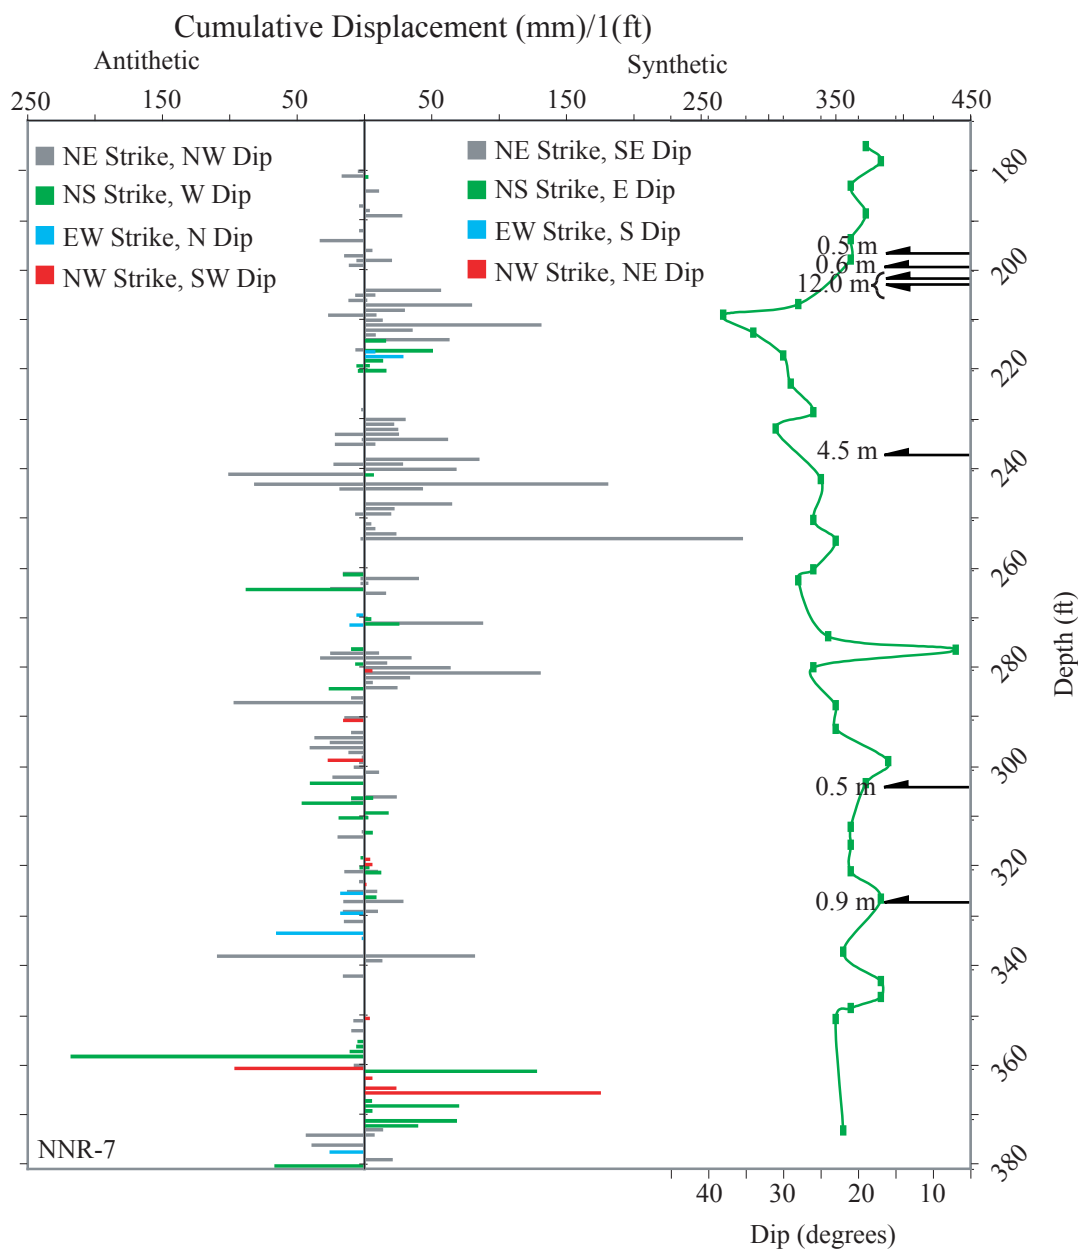 Cumulative Displacement (mm)/1(ft)
Antithetic Synthetic
250 150 50 50 150 250 350 450
NE Strike, NW Dip
NS Strike, W Dip
EW Strike, N Dip
NW Strike, SW Dip
NE Strike, SE Dip
NS Strike, E Dip
EW Strike, S Dip
NW Strike, NE Dip
0.5 m
0.6 m
12.0 m {
4.5 m
0.5 m
0.9 m
180
200
220
240
260
280
300
320
340
360
380
Depth (ft)
NNR-7
40 30 20 10
Dip (degrees)